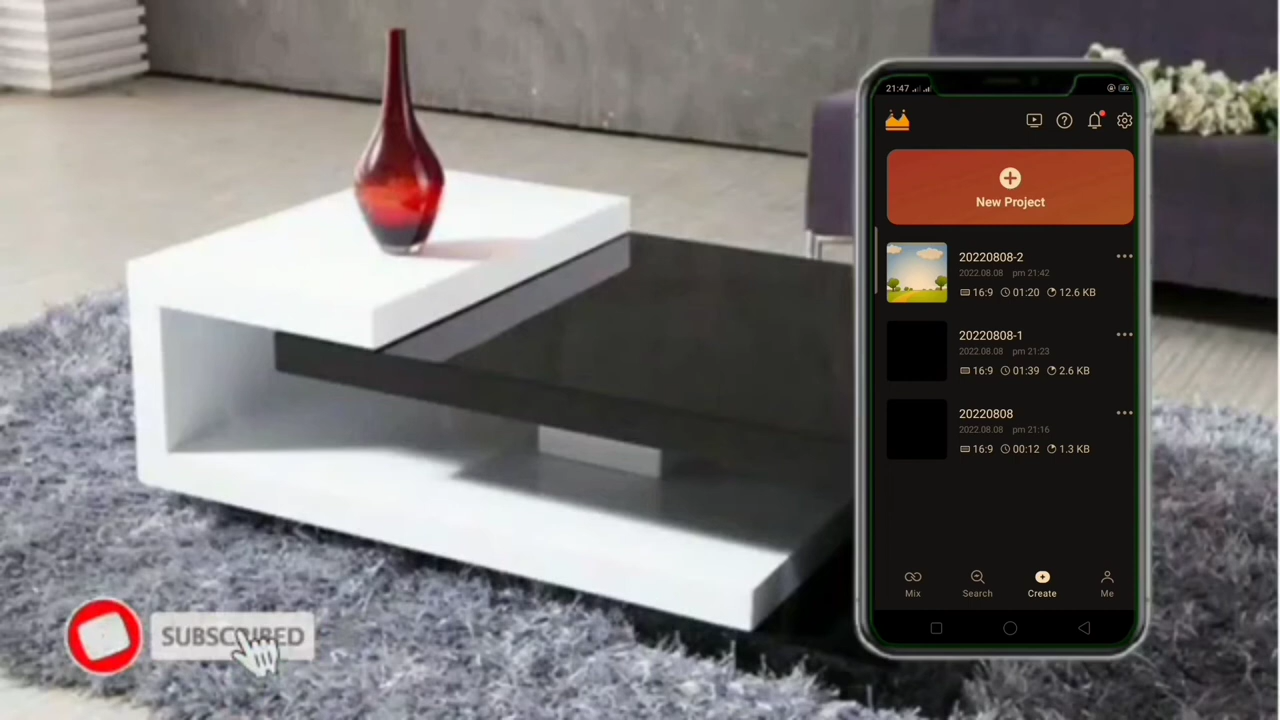 21:47
49
New Project
20220808-2
2022.08.08 pm 21:42
16:9 01:20 12.6 KB
20220808-1
2022.08.08 pm 21:23
16:9 01:39 2.6 KB
20220808
2022.08.08 pm 21:16
16:9 00:12 1.3 KB
Mix Search Create Me